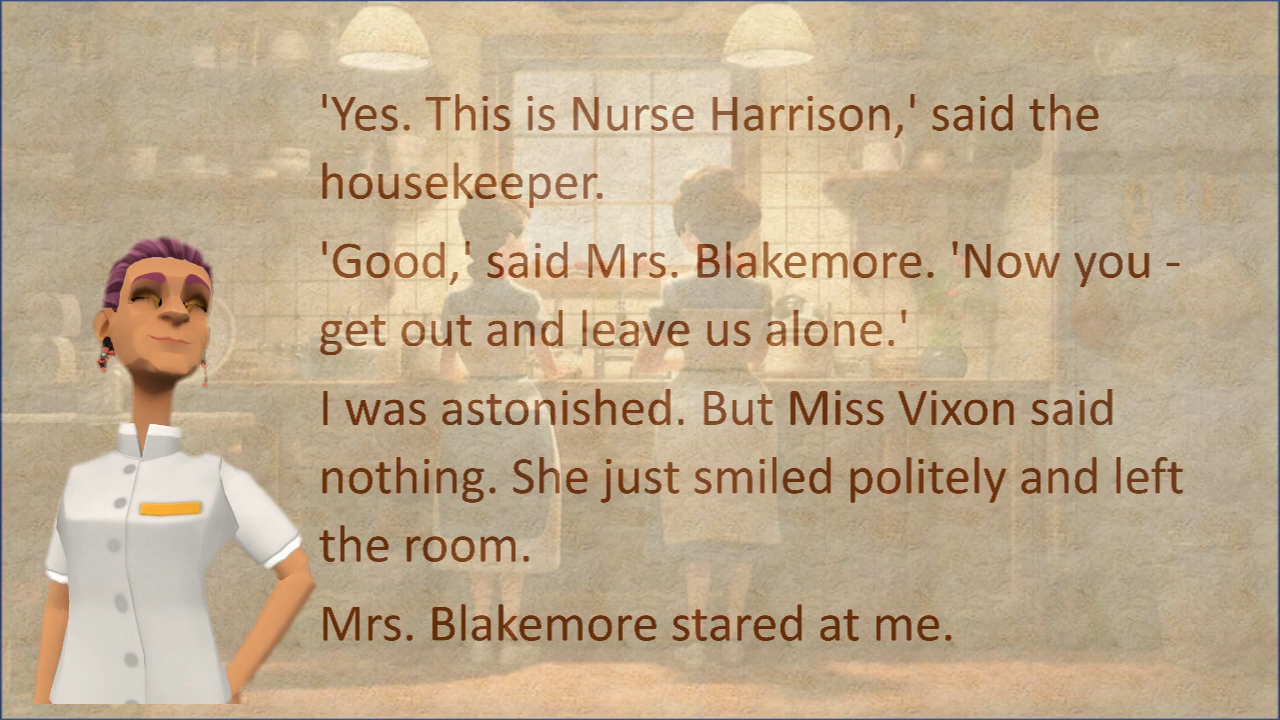 'Yes. This is Nurse Harrison,' said the
housekeeper.
'Good,' said Mrs. Blakemore. 'Now you -
get out and leave us alone.'
I was astonished. But Miss Vixon said
nothing. She just smiled politely and left
the room.
Mrs. Blakemore stared at me.